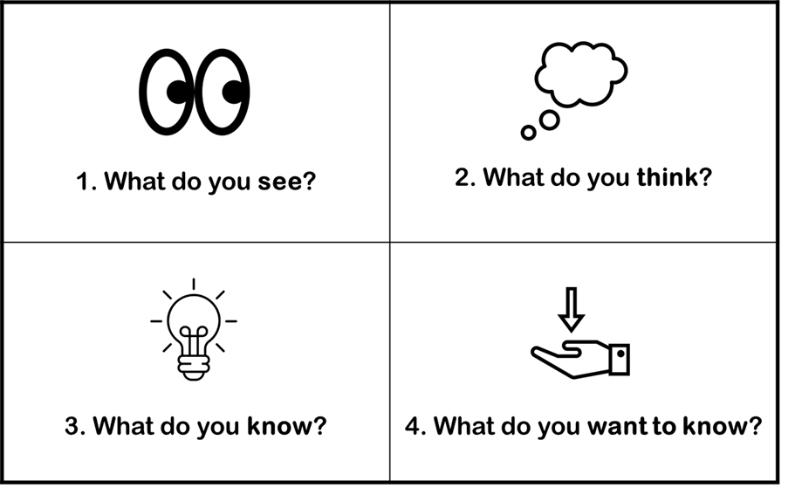 1. What do you see?
2. What do you think?
3. What do you know?
4. What do you want to know?